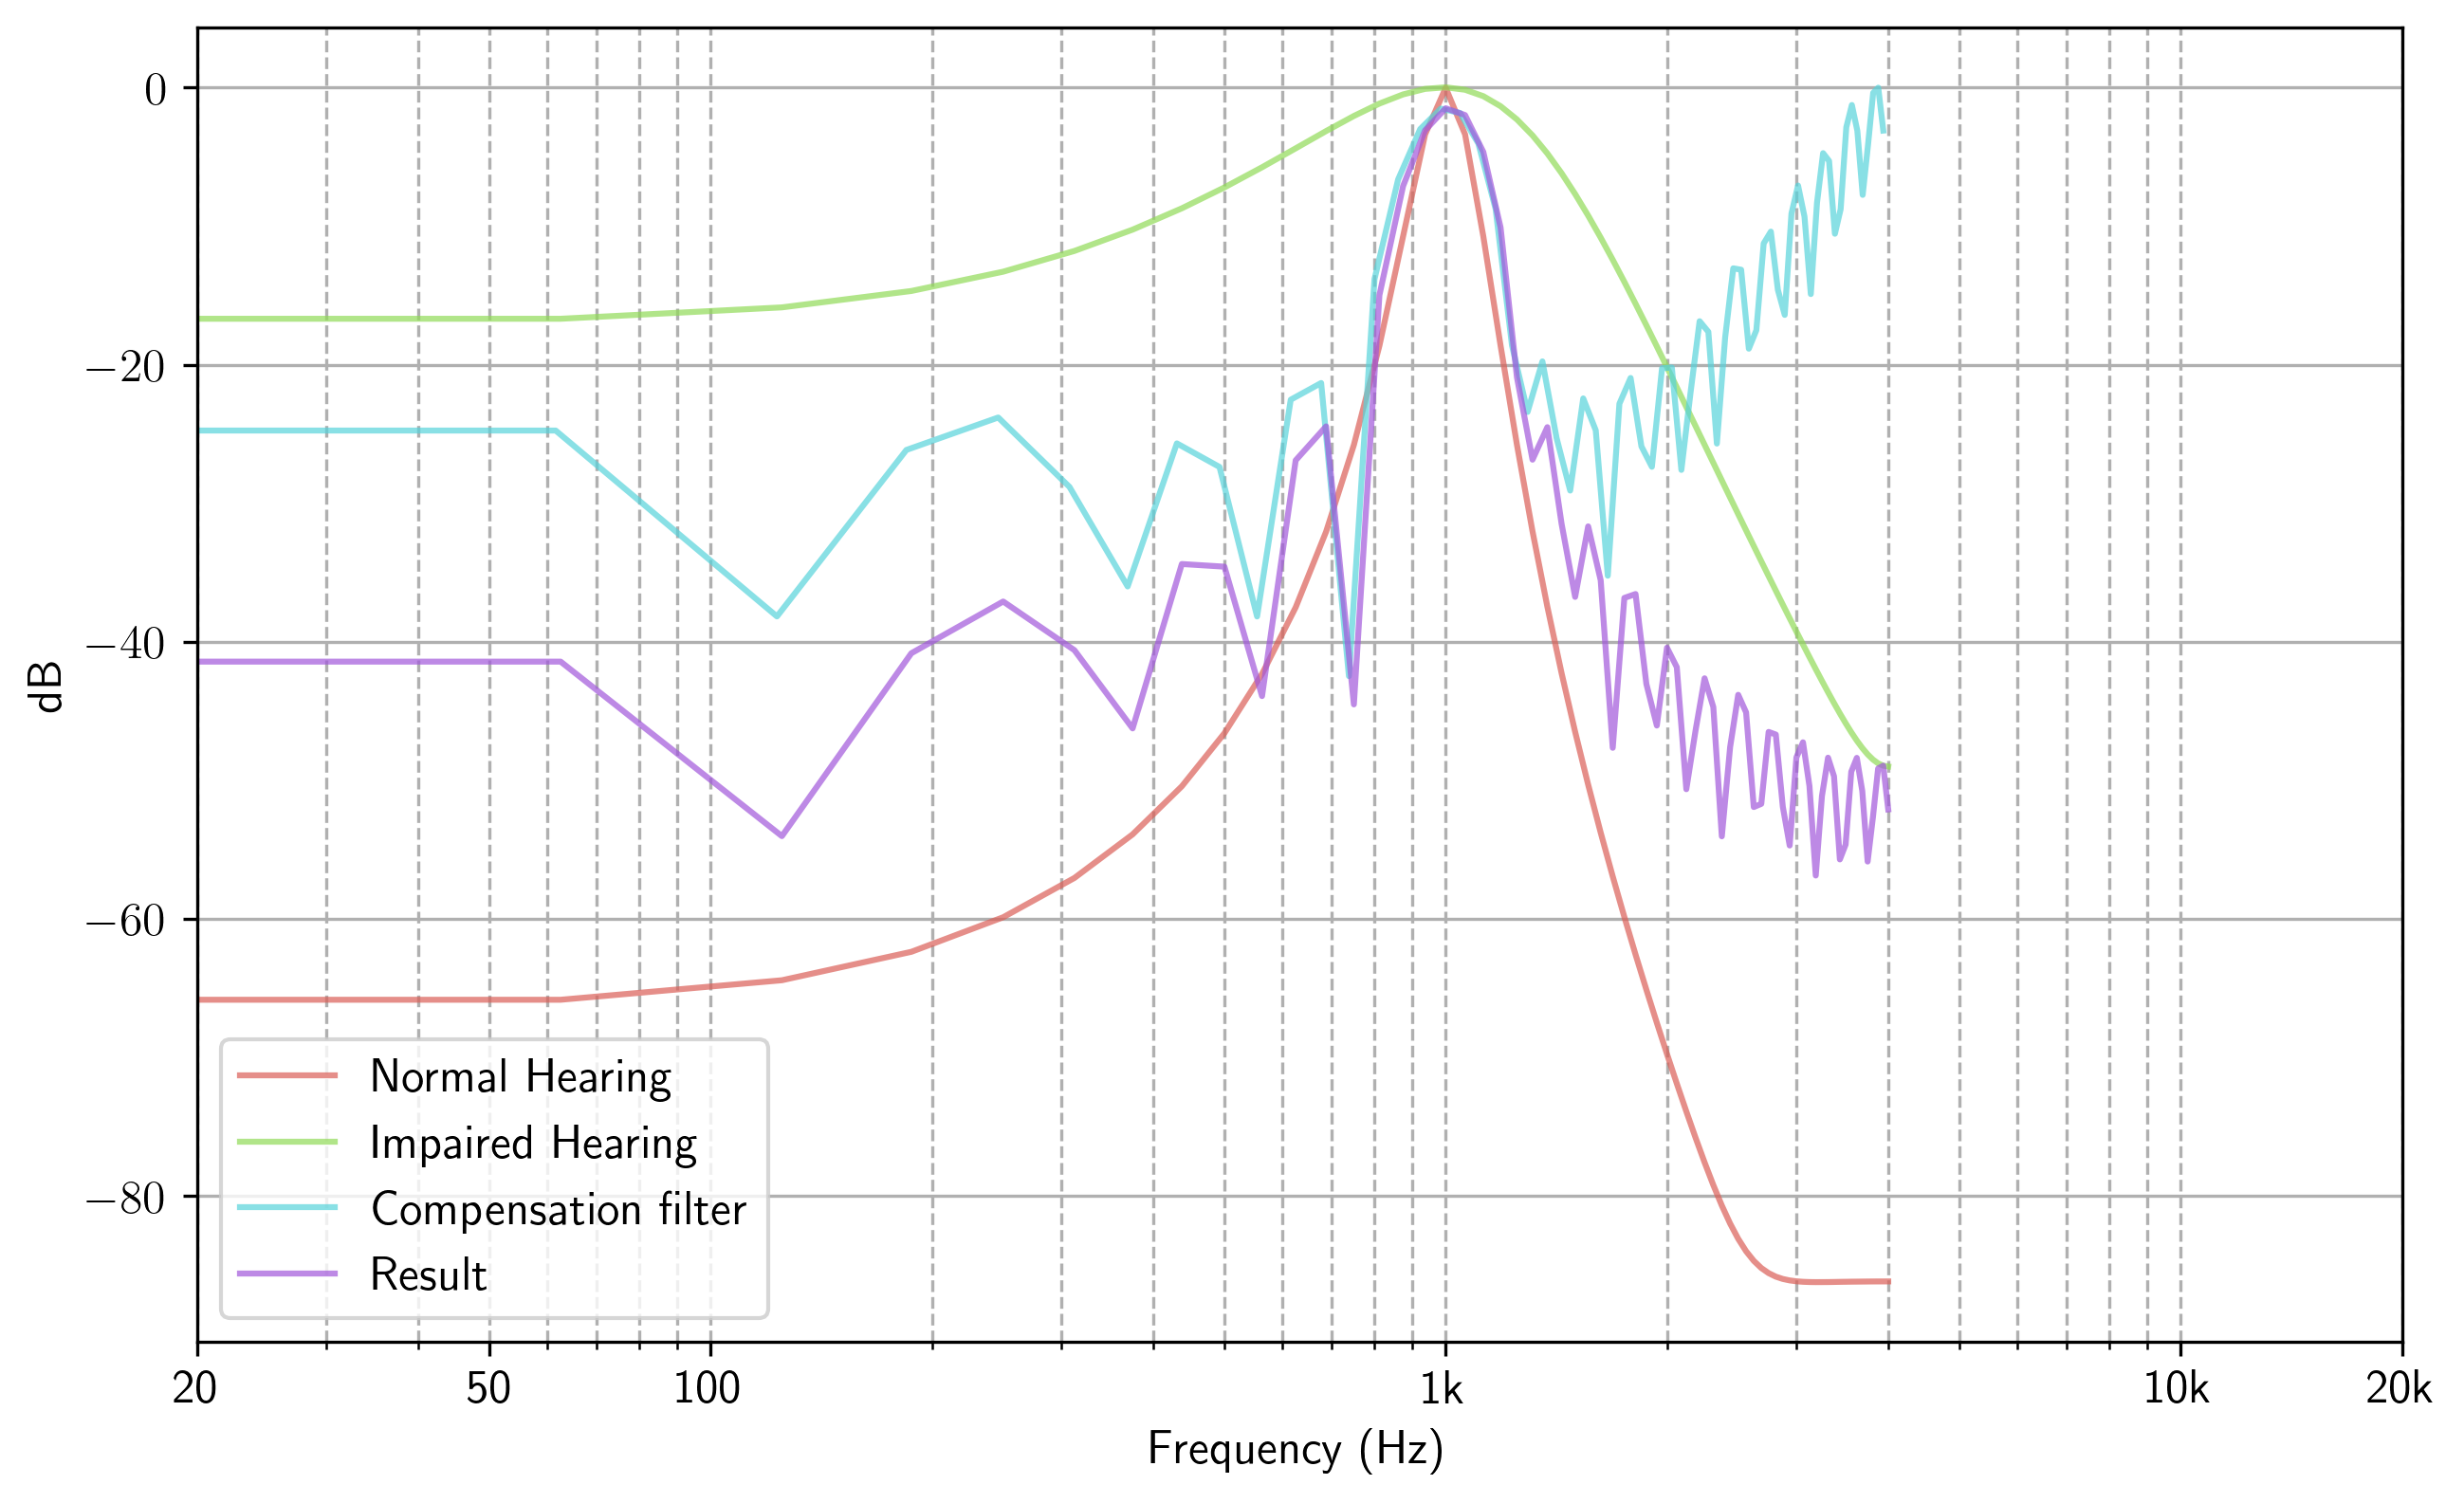 0
−20
−40
−60
−80
dB
Normal Hearing
Impaired Hearing
Compensation filter
Result
20 50 100 1k 10k 20k
Frequency (Hz)